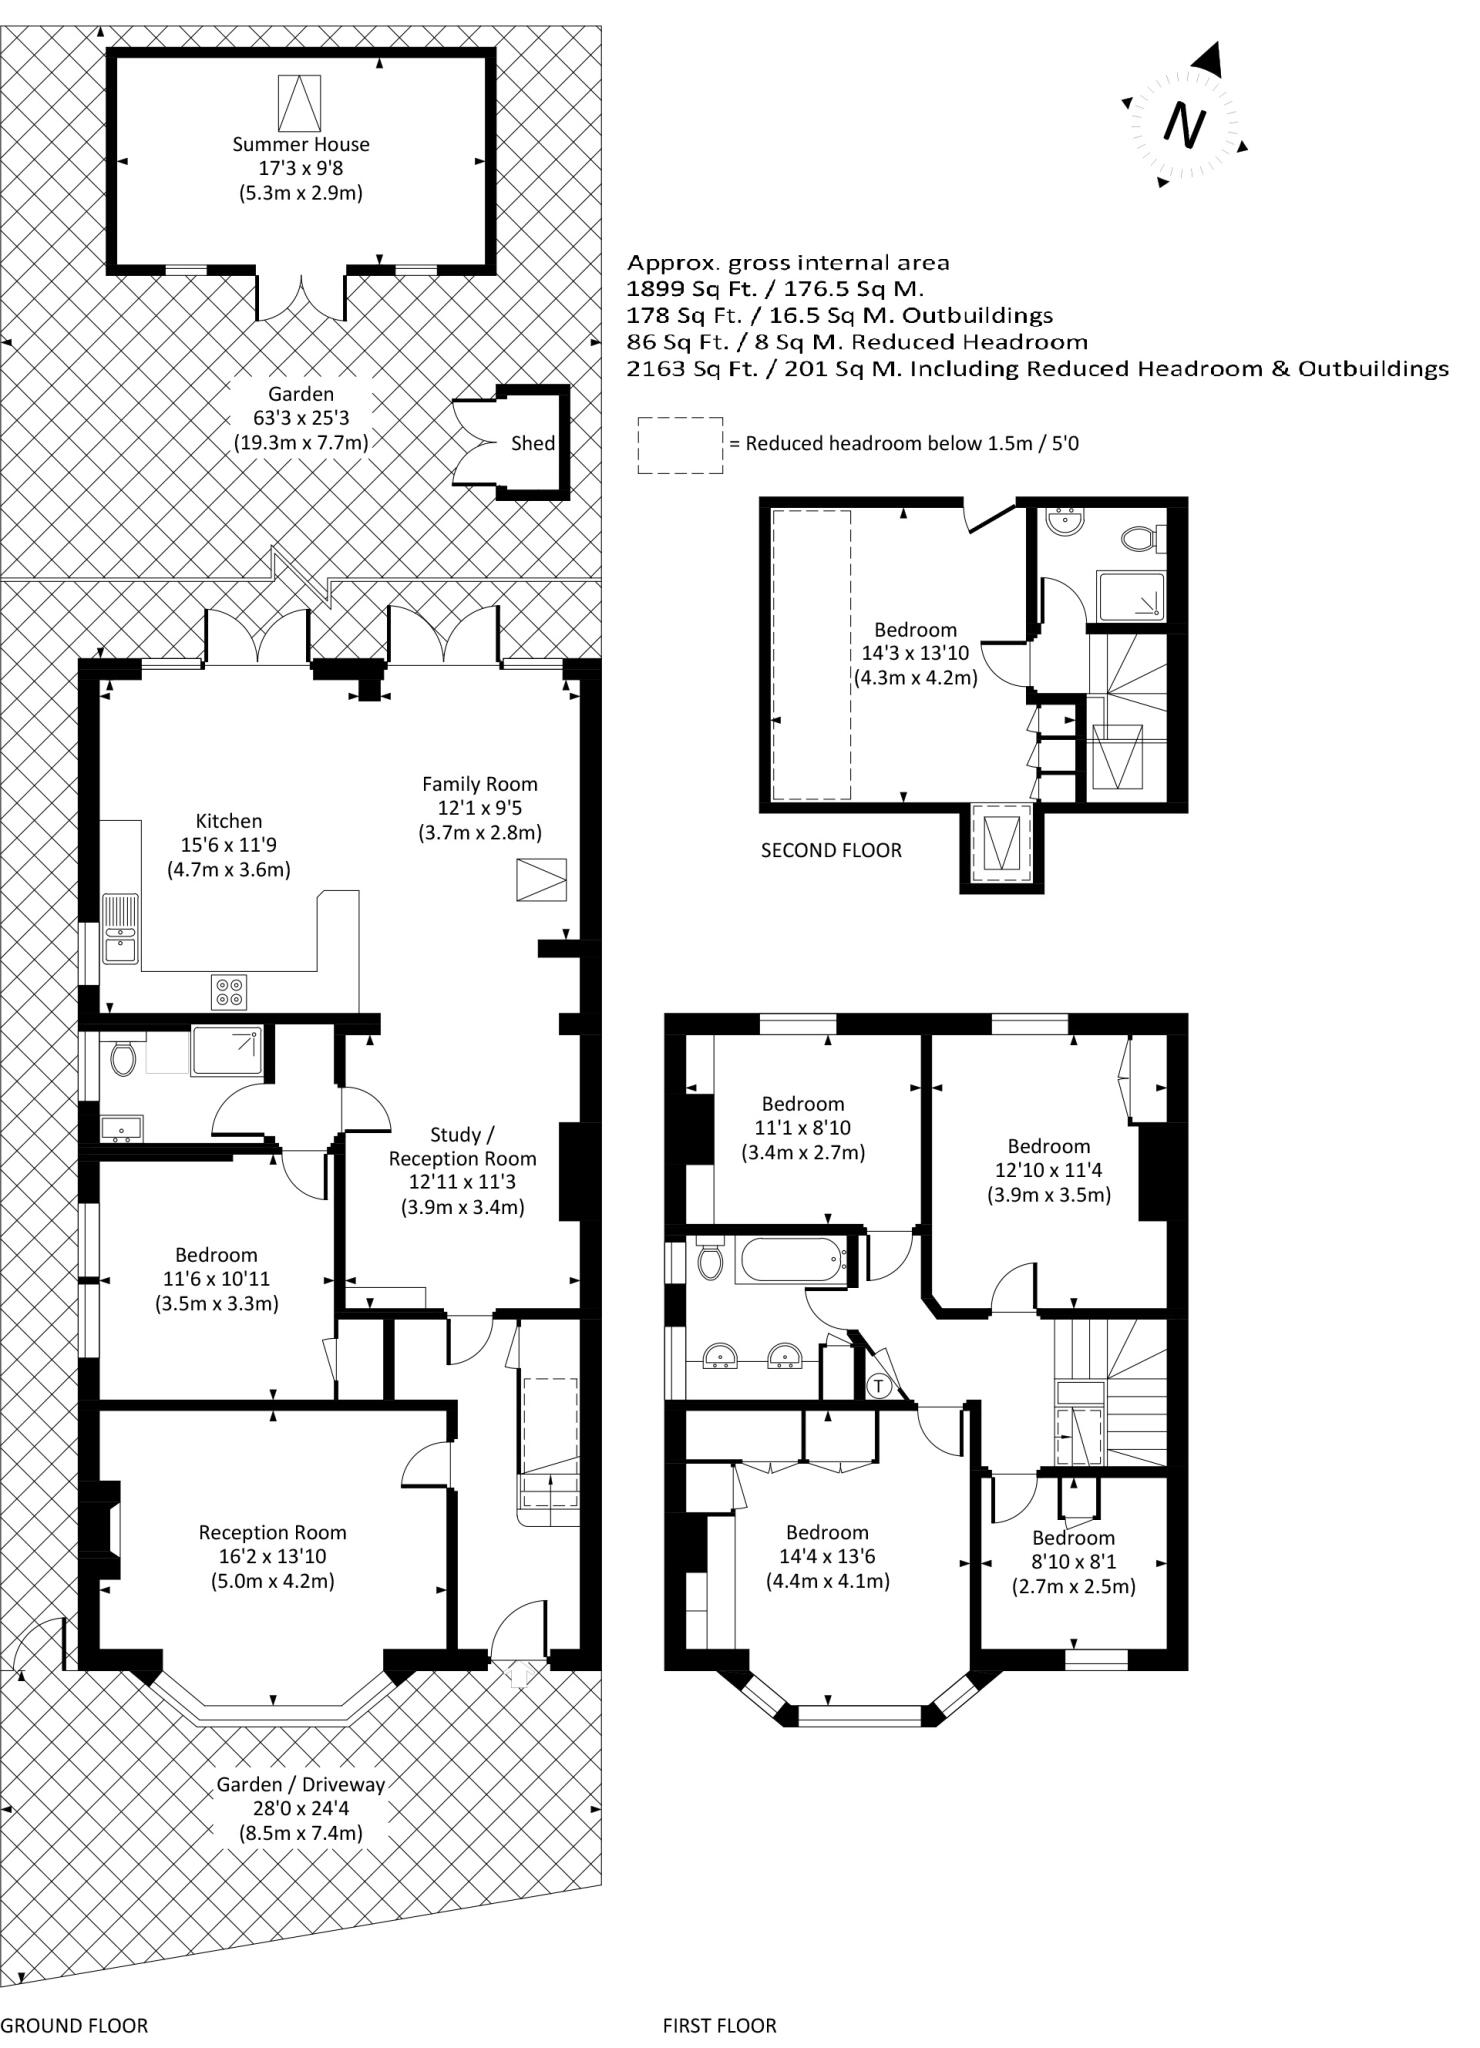 N
Summer House
17'3 x 9'8
(5.3m x 2.9m)
Approx. gross internal area
1899 Sq Ft. / 176.5 Sq M.
178 Sq Ft. / 16.5 Sq M. Outbuildings
86 Sq Ft. / 8 Sq M. Reduced Headroom
2163 Sq Ft. / 201 Sq M. Including Reduced Headroom & Outbuildings
= Reduced headroom below 1.5m / 5'0
Garden
63'3 x 25'3
(19.3m x 7.7m)
Shed
Bedroom
14'3 x 13'10
(4.3m x 4.2m)
SECOND FLOOR
Family Room
12'1 x 9'5
(3.7m x 2.8m)
Kitchen
15'6 x 11'9
(4.7m x 3.6m)
Study /
Reception Room
12'11 x 11'3
(3.9m x 3.4m)
Bedroom
11'6 x 10'11
(3.5m x 3.3m)
Reception Room
16'2 x 13'10
(5.0m x 4.2m)
Garden / Driveway
28'0 x 24'4
(8.5m x 7.4m)
GROUND FLOOR
Bedroom
11'1 x 8'10
(3.4m x 2.7m)
Bedroom
12'10 x 11'4
(3.9m x 3.5m)
T
Bedroom
14'4 x 13'6
(4.4m x 4.1m)
Bedroom
8'10 x 8'1
(2.7m x 2.5m)
FIRST FLOOR